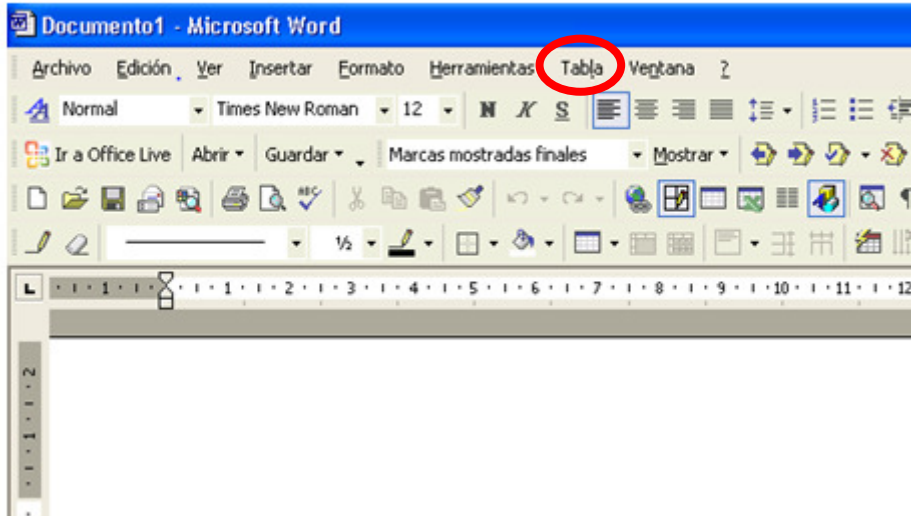 Documento1 - Microsoft Word
Archivo Edición Ver Insertar Formato Herramientas Tabla Ventana ?
Normal Times New Roman 12 N K S
Ir a Office Live Abrir Guardar Marcas mostradas finales Mostrar
ABC
½
L 1 1 2 3 4 5 6 7 8 9 10 11 12
2
1